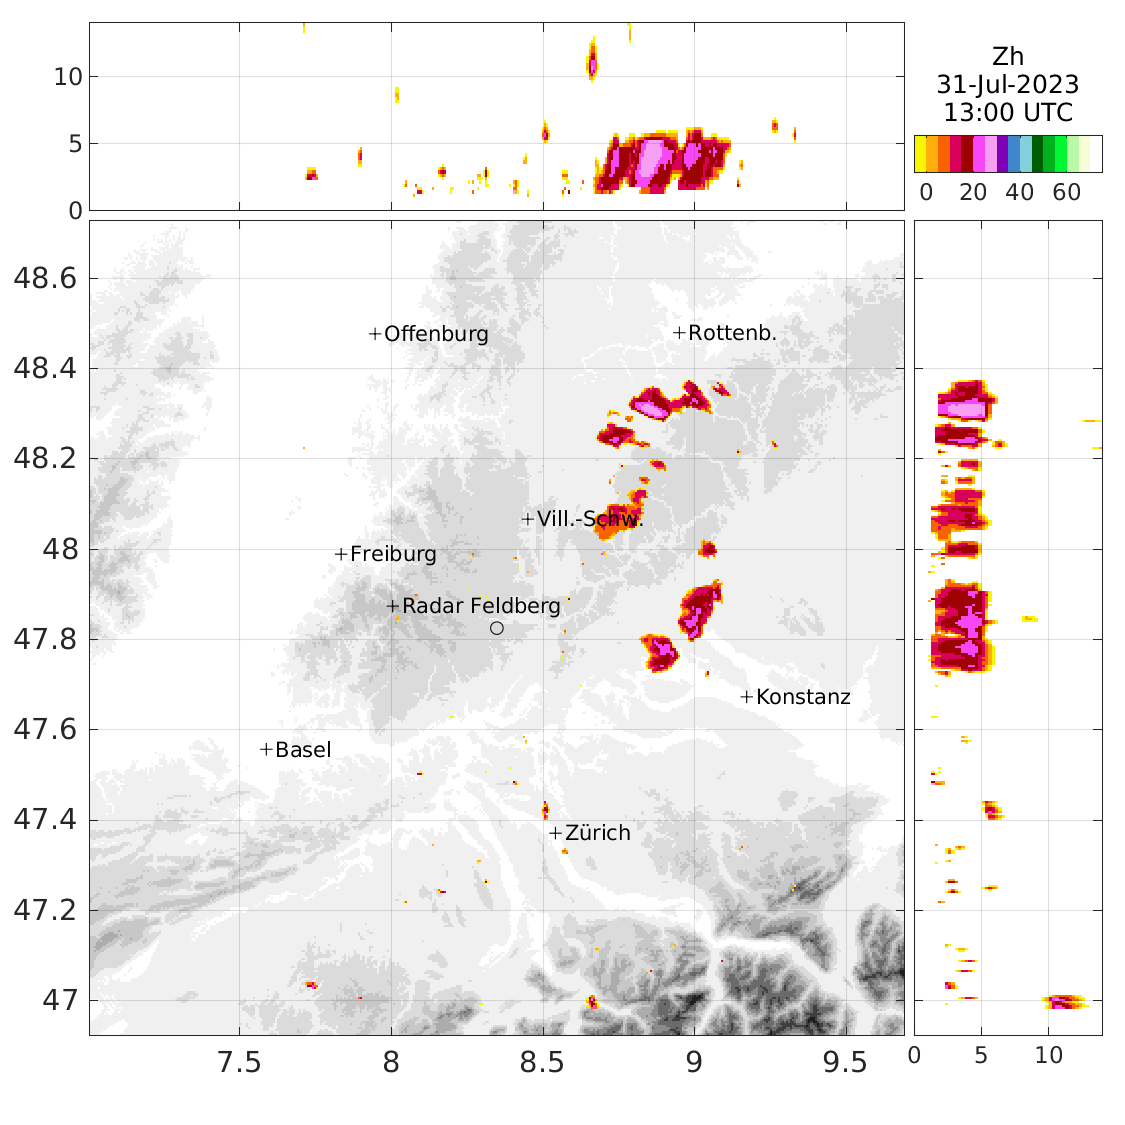 10
5
0
Zh
31-Jul-2023
13:00 UTC
0 20 40 60
48.6
48.4
48.2
48
47.8
47.6
47.4
47.2
47
+Offenburg
+Rottenb.
+Vill.-Schw.
+Freiburg
+Radar Feldberg
+Konstanz
+Basel
+Zürich
7.5 8 8.5 9 9.5
0 5 10